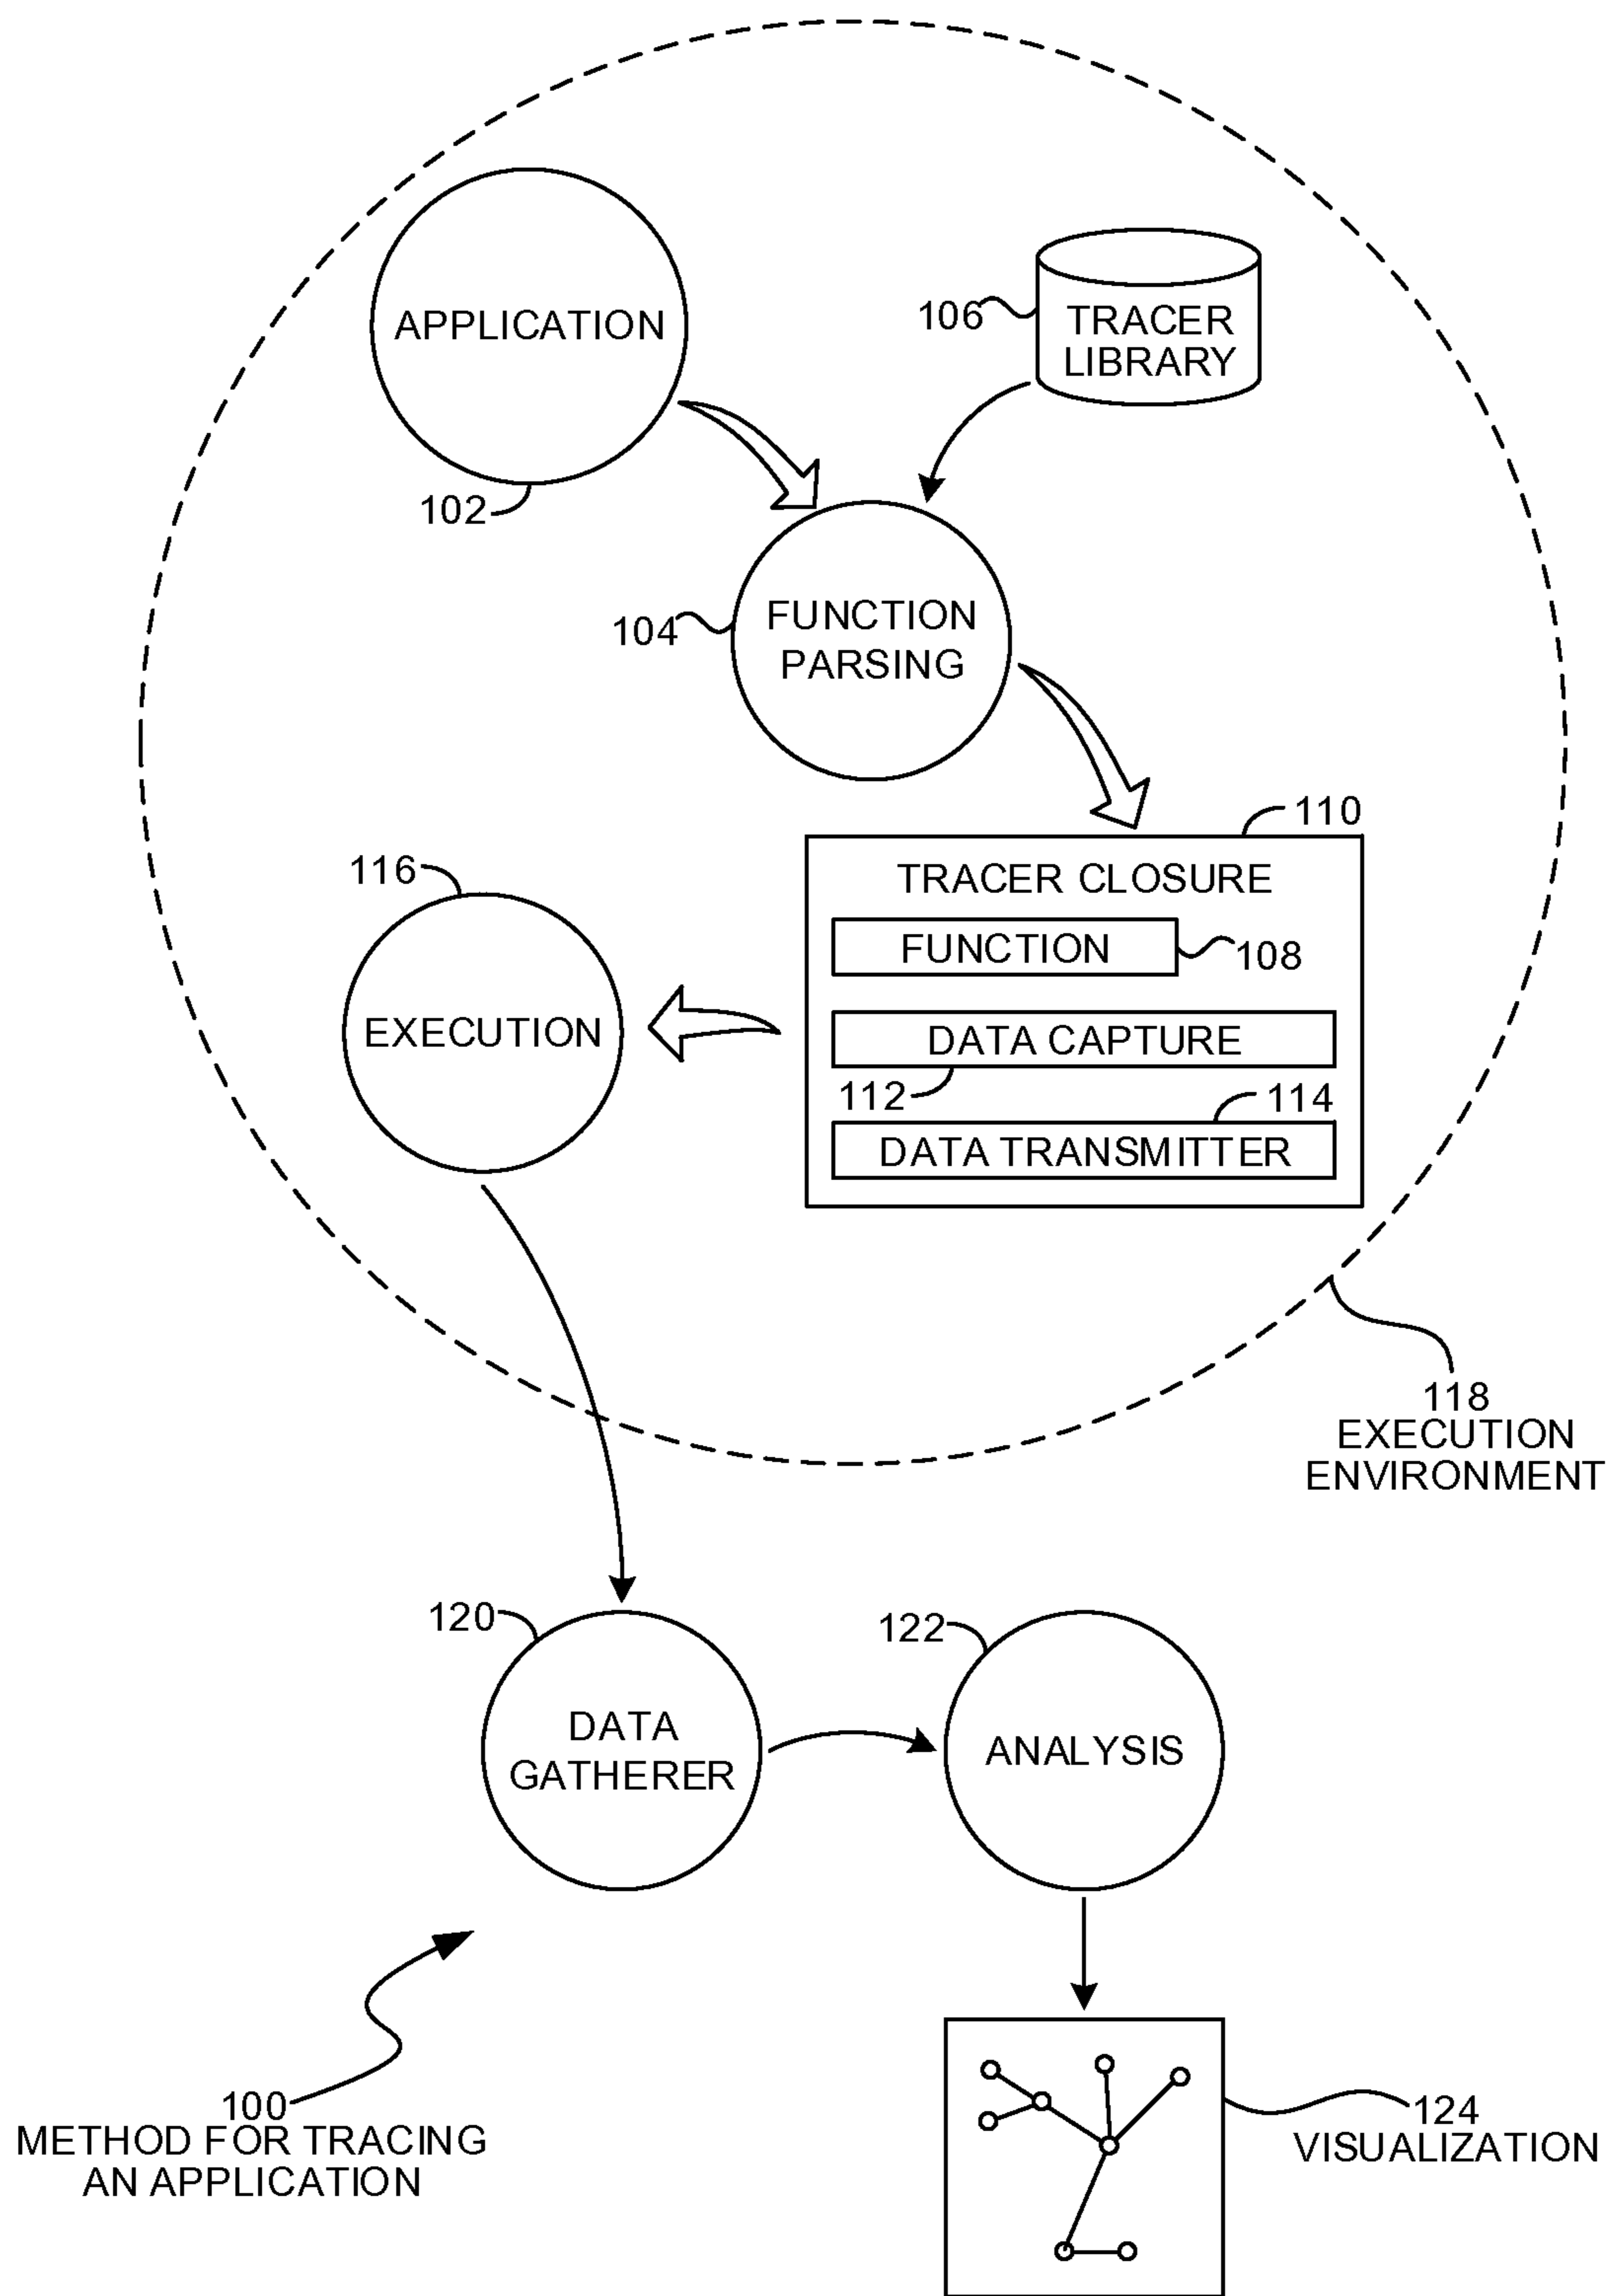 APPLICATION
102
106
TRACER
LIBRARY
104
FUNCTION
PARSING
110
TRACER CLOSURE
FUNCTION
108
DATA CAPTURE
112
114
DATA TRANSMITTER
116
EXECUTION
118
EXECUTION
ENVIRONMENT
120
DATA
GATHERER
122
ANALYSIS
100
METHOD FOR TRACING
AN APPLICATION
124
VISUALIZATION